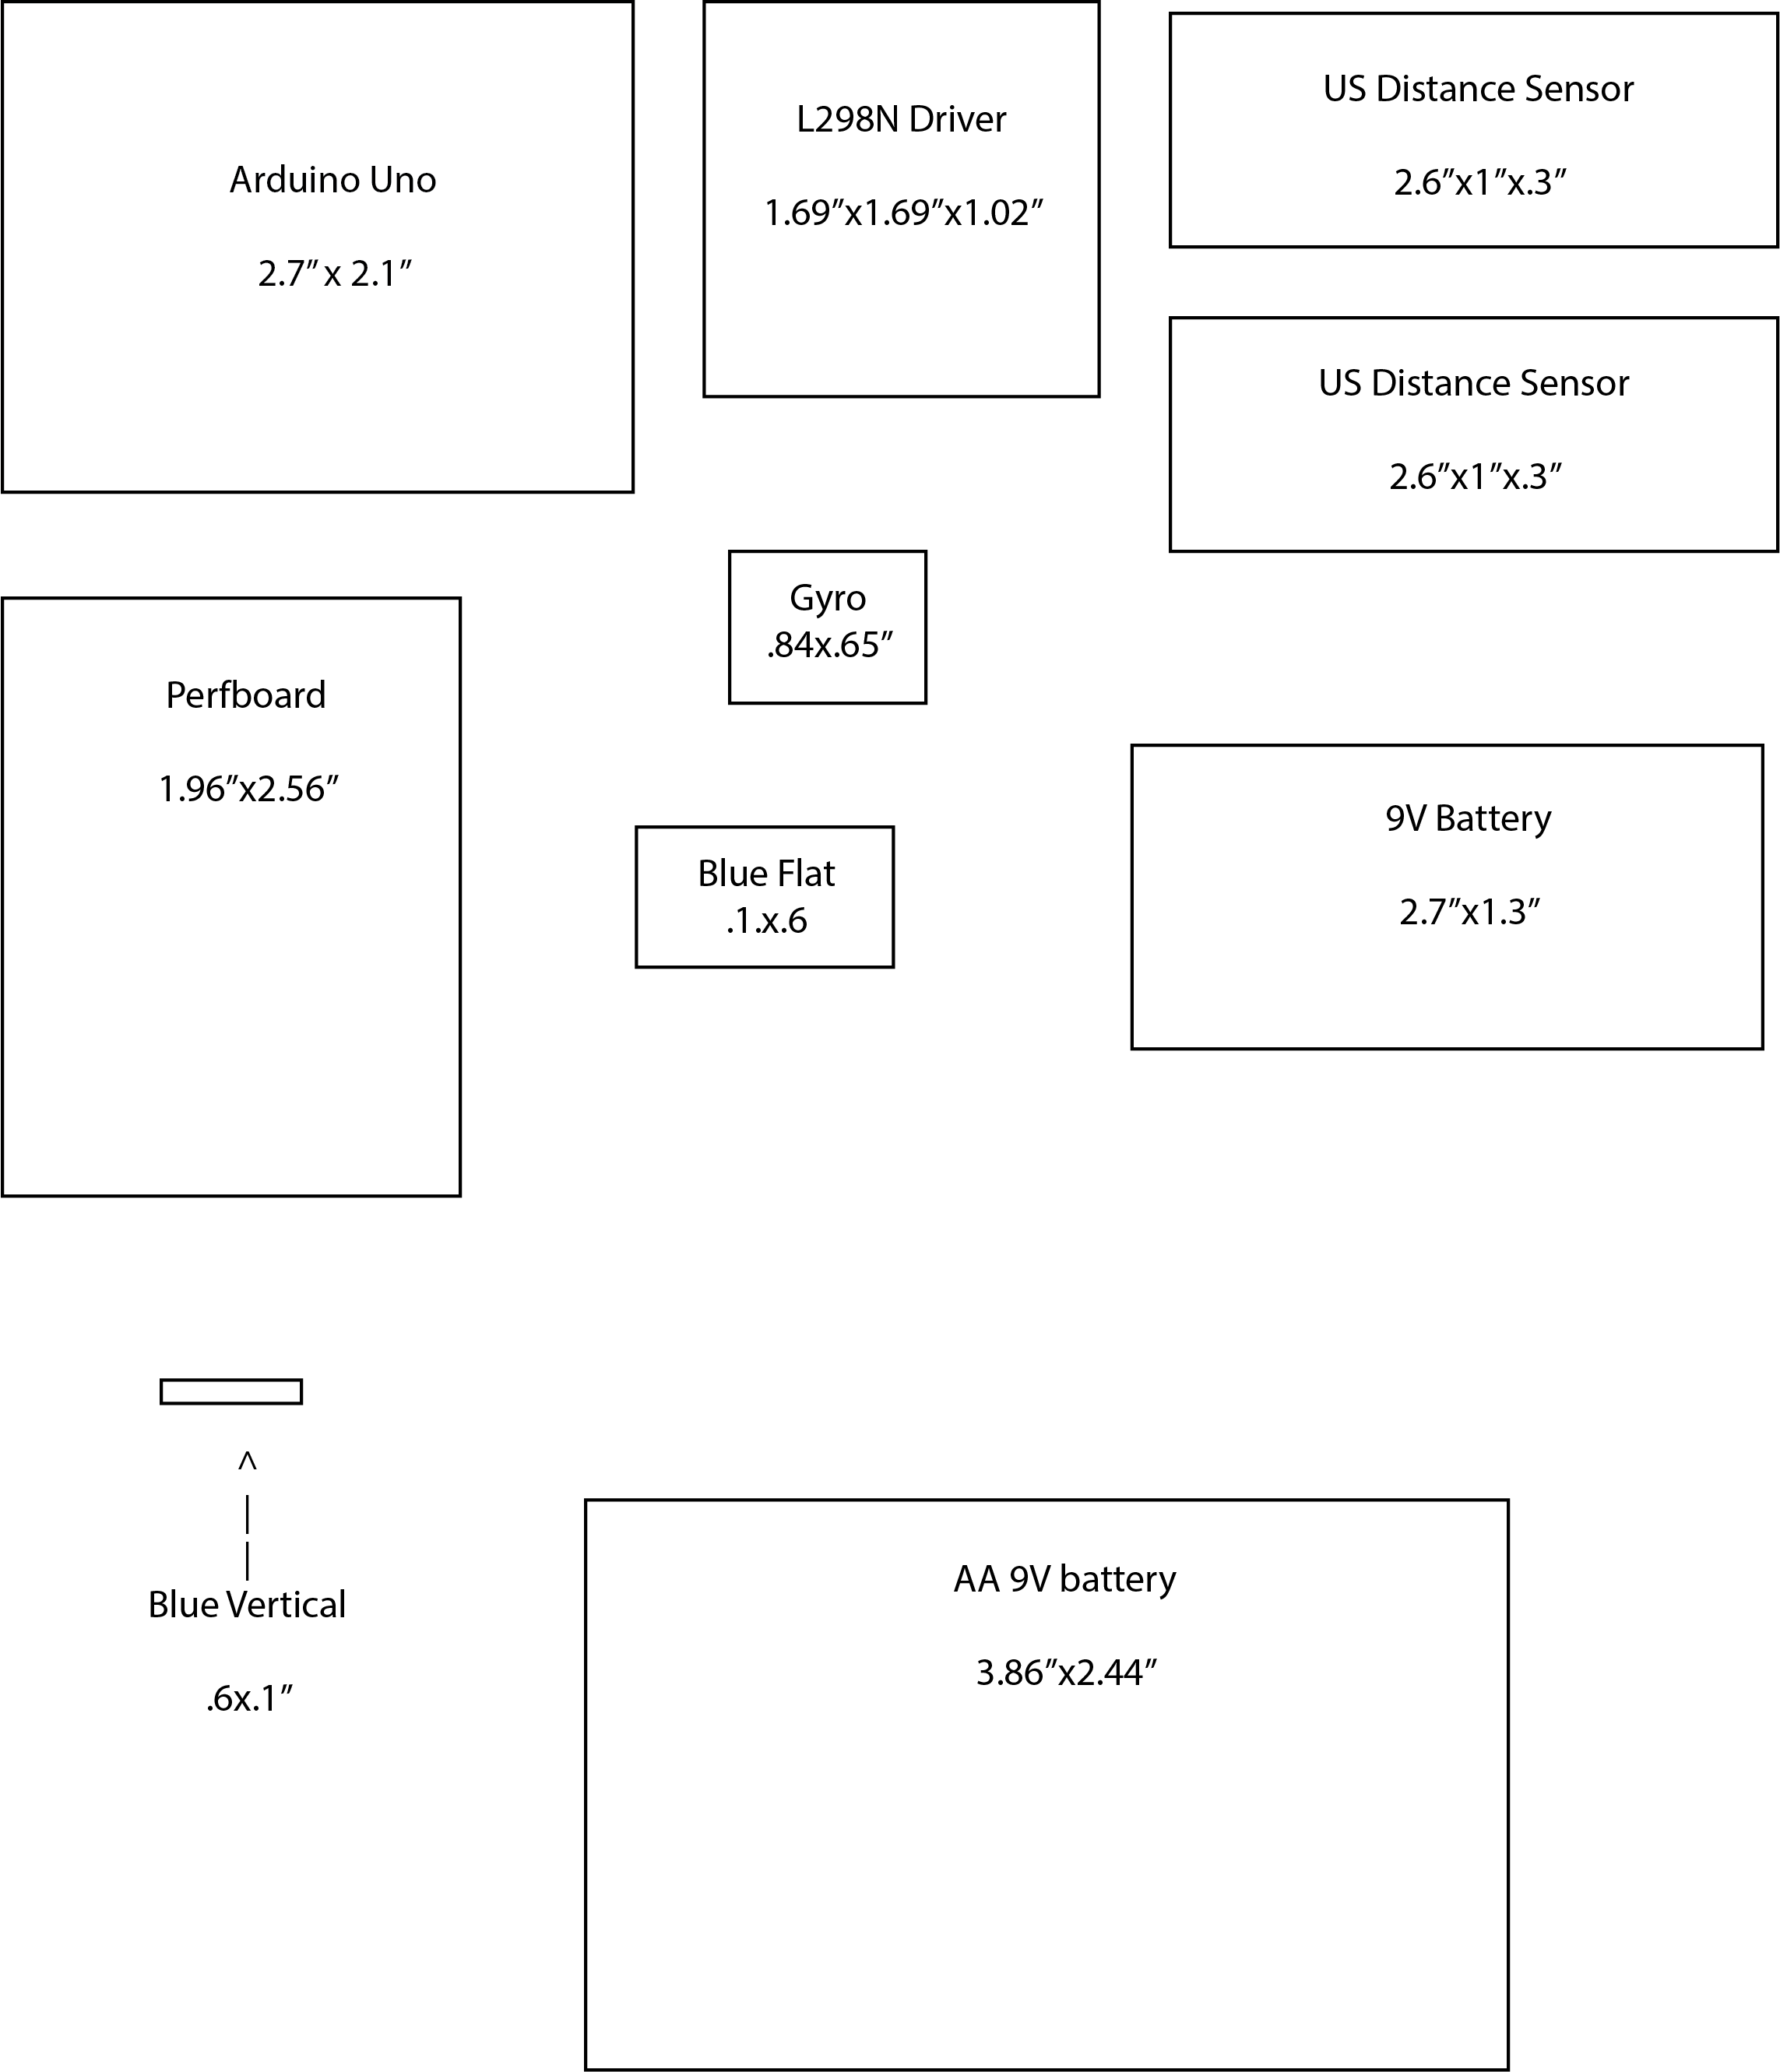 Arduino Uno
2.7” x 2.1”
L298N Driver
1.69”x1.69”x1.02”
US Distance Sensor
2.6”x1”x.3”
US Distance Sensor
2.6”x1”x.3”
Gyro
.84x.65”
Perfboard
1.96”x2.56”
Blue Flat
.1.x.6
9V Battery
2.7”x1.3”
^
|
|
Blue Vertical
.6x.1”
AA 9V battery
3.86”x2.44”